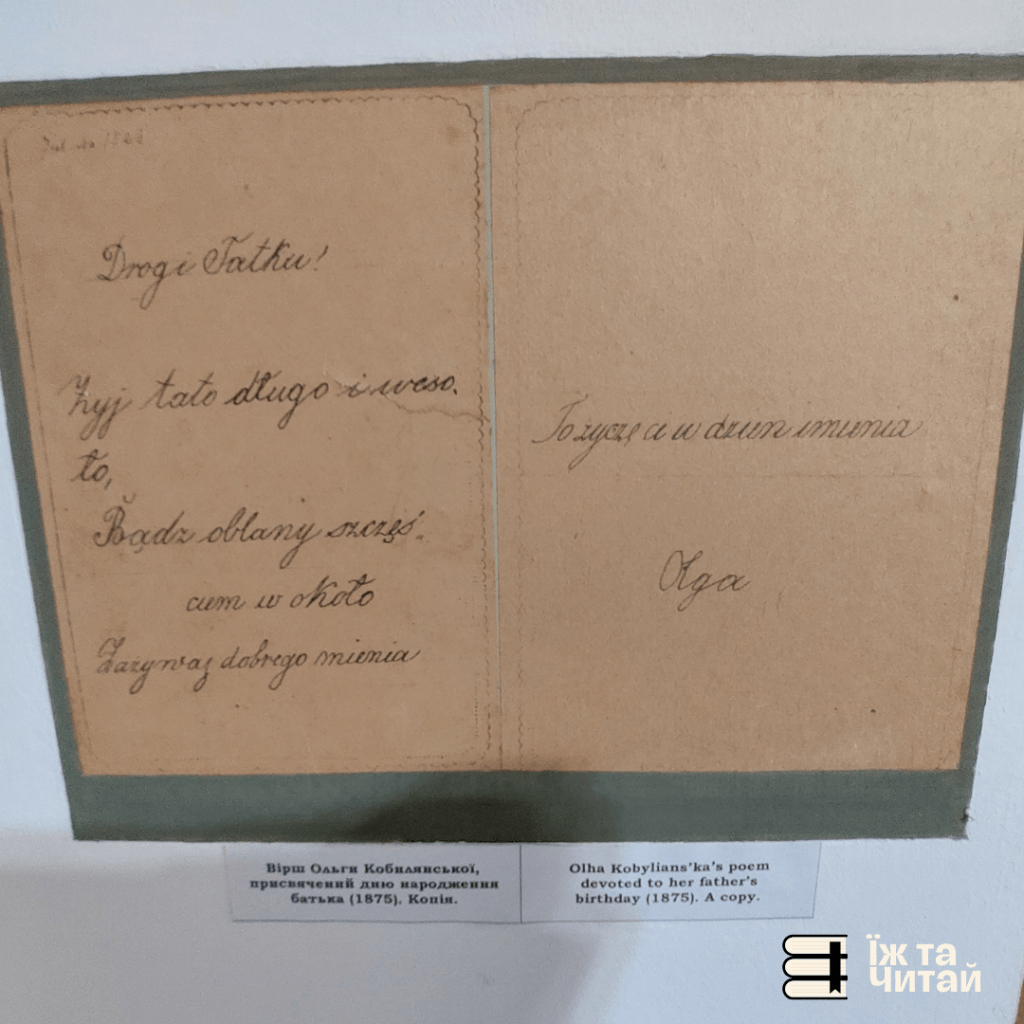 Drogi Tatku!
Żyj tato długo i weso.
ło,
Bądz oblany szczęś.
ciem w około
Zażywaj dobrego mienia
To życzę ci w dzien imienia
Olga
Вірш Ольги Кобилянської,
присвячений дню народження
батька (1875). Копія.
Olha Kobylians'ka's poem
devoted to her father's
birthday (1875). A copy.
Їж та
Читай